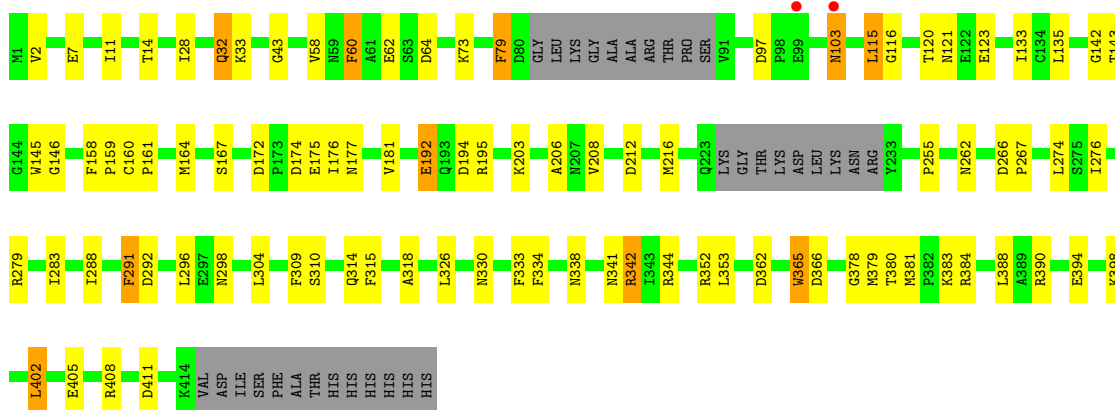 M1 V2 E7 I11 T14 I28 Q32 K33 G43 V58 N59 F60 A61 E62 S63 D64 K73 F79 D80 GLY LEU LYS GLY ALA ALA ARG THR PRO SER V91 D97 P98 E99 N103 L115 G116 T120 N121 E122 E123 I133 C134 L135 G142 T143
G144 W145 G146 F158 P159 C160 P161 M164 S167 D172 P173 D174 E175 I176 N177 V181 E192 Q193 D194 R195 K203 A206 N207 V208 D212 M216 Q223 LYS GLY THR LYS ASP LEU LYS ASN ARG Y233 P255 N262 D266 P267 L274 S275 I276
R279 I283 I288 F291 D292 L296 E297 N298 L304 F309 S310 Q314 F315 A318 L326 N330 F333 F334 N338 N341 R342 I343 R344 R352 L353 D362 W365 D366 G378 M379 T380 M381 P382 K383 R384 L388 A389 R390 E394
L402 E405 R408 D411 K414 VAL ASP ILE SER PHE ALA THR HIS HIS HIS HIS HIS HIS